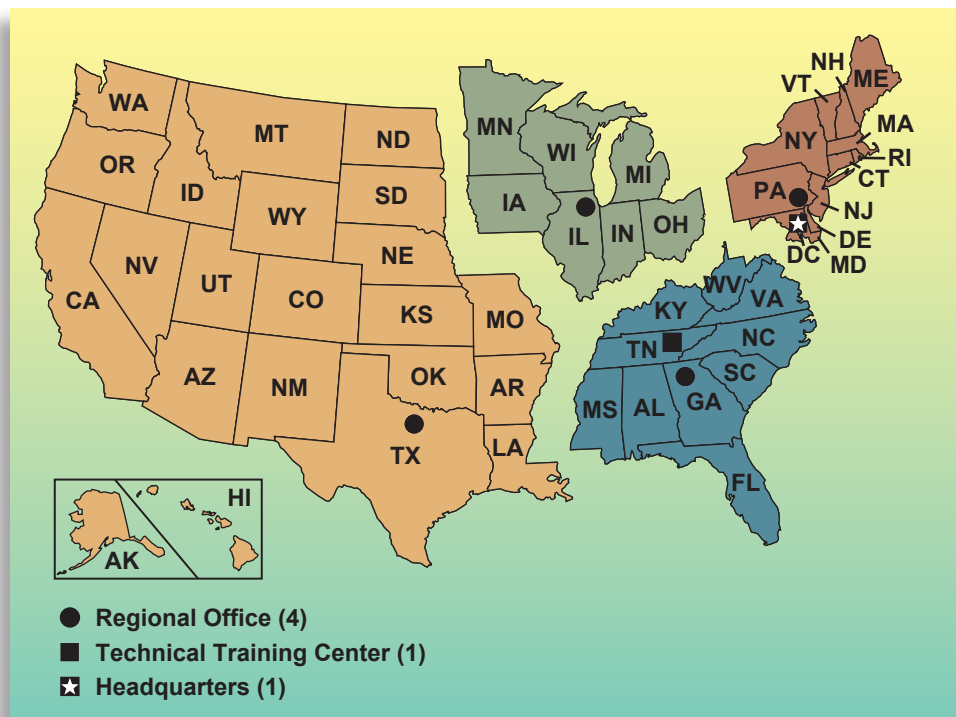 WA
MT
ND
OR
ID
SD
WY
NE
NV
UT
CO
CA
KS
MO
AZ
NM
OK
AR
TX
LA
MN
WI
MI
IA
IL
IN
OH
NH
VT
ME
NY
MA
RI
CT
PA
NJ
DE
DC
MD
WV
VA
KY
NC
TN
SC
MS
AL
GA
FL
HI
AK
Regional Office (4)
Technical Training Center (1)
Headquarters (1)